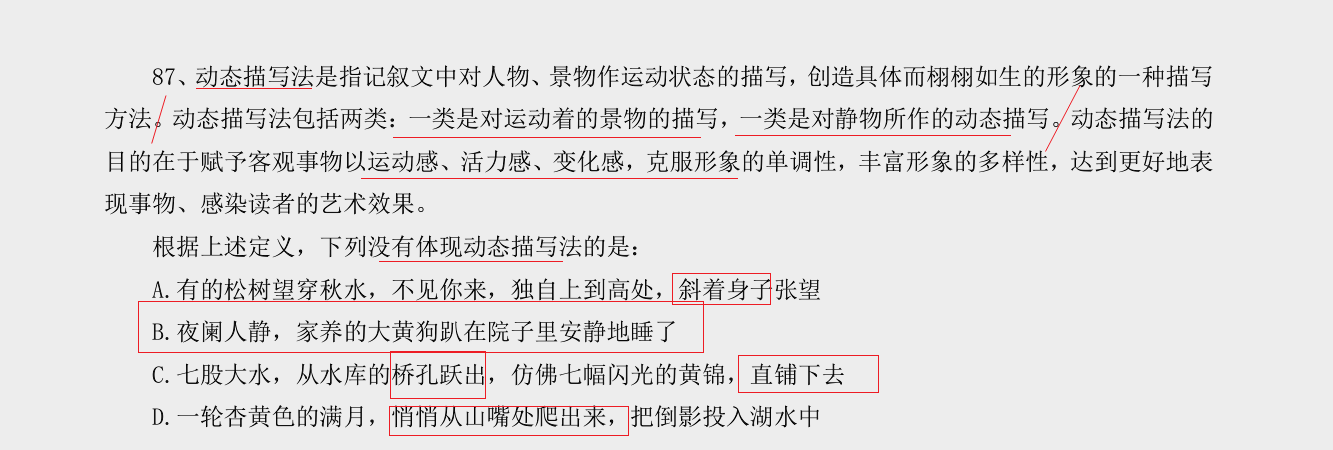 87、动态描写法是指记叙文中对人物、景物作运动状态的描写，创造具体而栩栩如生的形象的一种描写
方法。动态描写法包括两类：一类是对运动着的景物的描写，一类是对静物所作的动态描写。动态描写法的
目的在于赋予客观事物以运动感、活力感、变化感，克服形象的单调性，丰富形象的多样性，达到更好地表
现事物、感染读者的艺术效果。
根据上述定义，下列没有体现动态描写法的是：
A.有的松树望穿秋水，不见你来，独自上到高处，斜着身子张望
B.夜阑人静，家养的大黄狗趴在院子里安静地睡了
C.七股大水，从水库的桥孔跃出，仿佛七幅闪光的黄锦，直铺下去
D.一轮杏黄色的满月，悄悄从山嘴处爬出来，把倒影投入湖水中